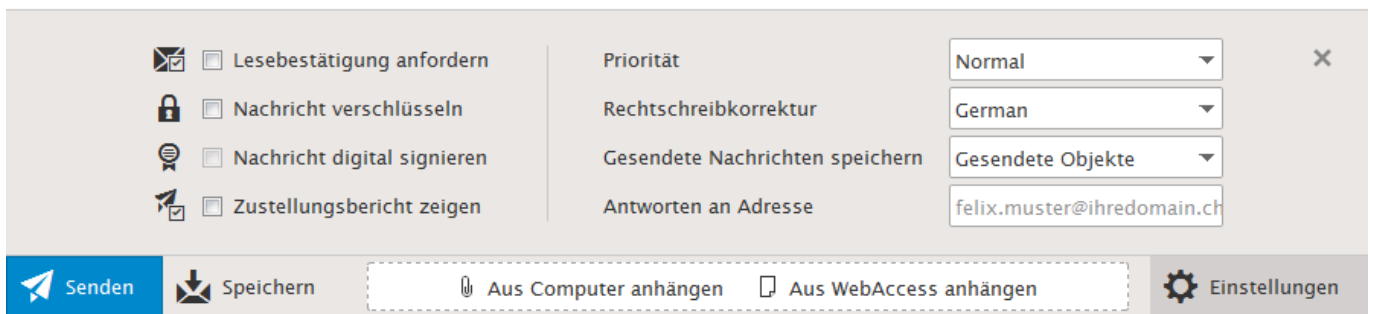 Lesebestätigung anfordern
Nachricht verschlüsseln
Nachricht digital signieren
Zustellungsbericht zeigen
Priorität Normal
Rechtschreibkorrektur German
Gesendete Nachrichten speichern Gesendete Objekte
Antworten an Adresse felix.muster@ihredomain.ch
Senden Speichern Aus Computer anhängen Aus WebAccess anhängen Einstellungen